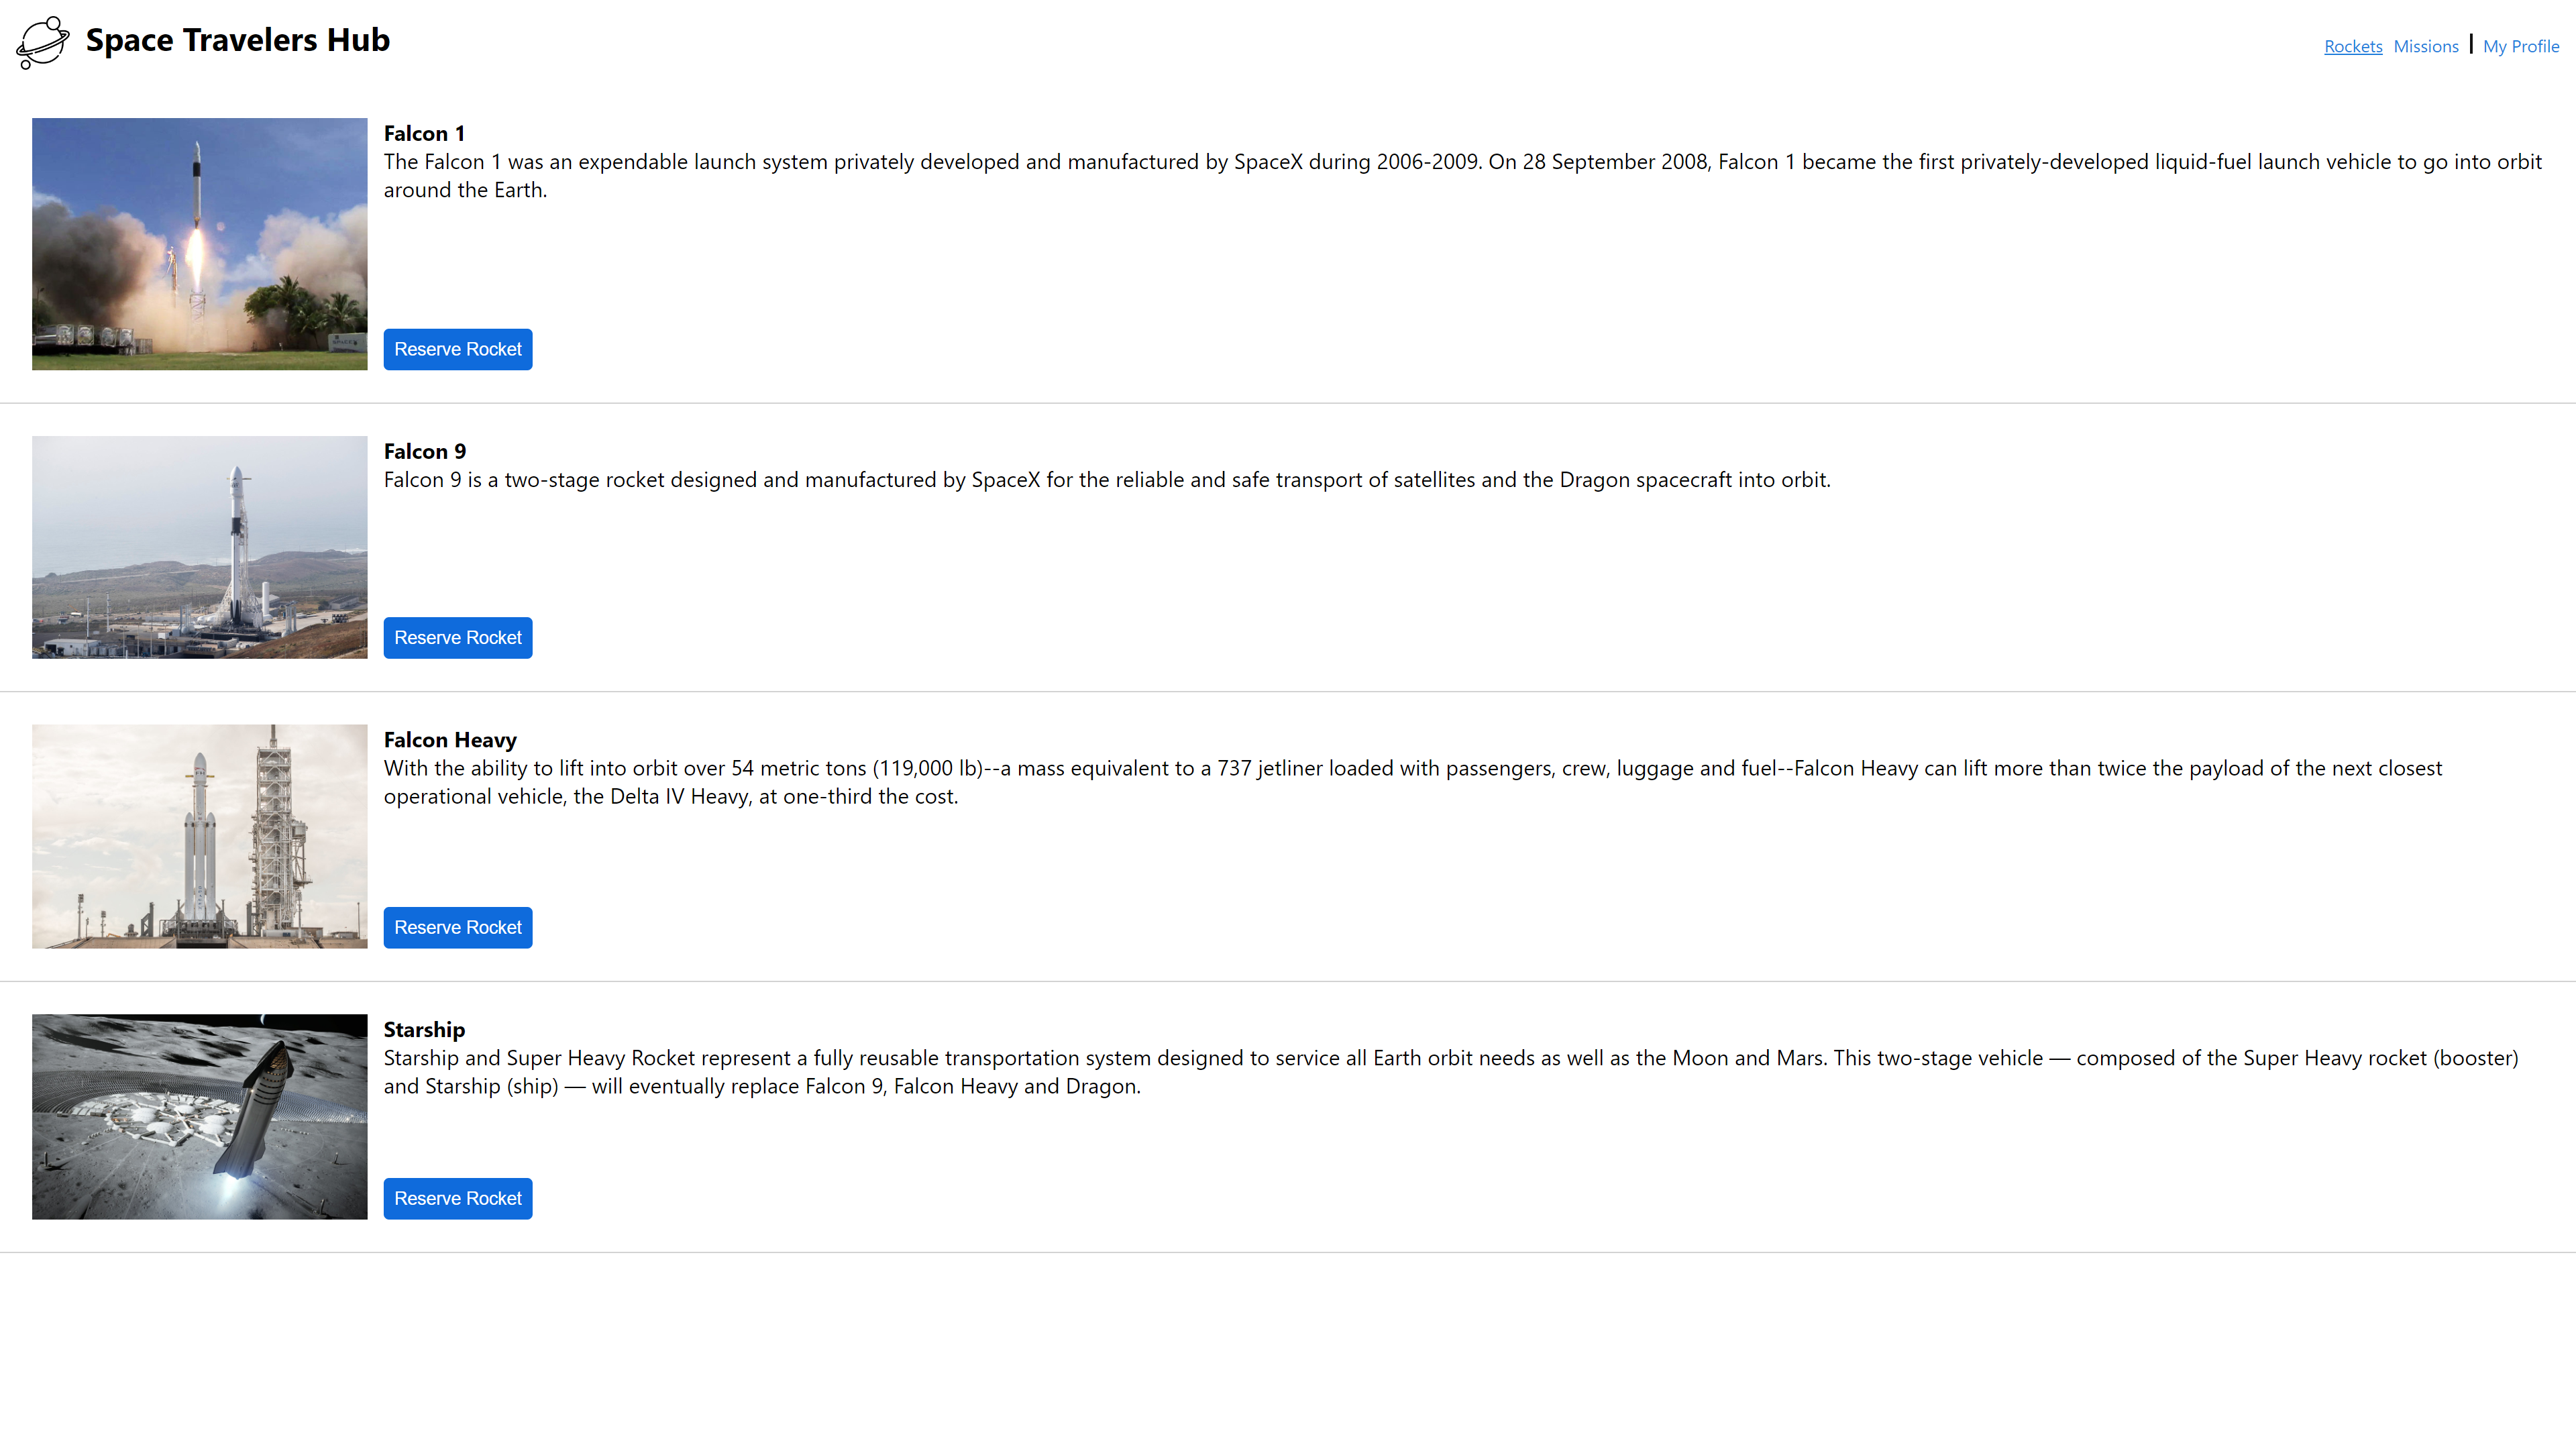 Space Travelers Hub
Rockets Missions | My Profile
Falcon 1
The Falcon 1 was an expendable launch system privately developed and manufactured by SpaceX during 2006-2009. On 28 September 2008, Falcon 1 became the first privately-developed liquid-fuel launch vehicle to go into orbit
around the Earth.
Reserve Rocket
Falcon 9
Falcon 9 is a two-stage rocket designed and manufactured by SpaceX for the reliable and safe transport of satellites and the Dragon spacecraft into orbit.
Reserve Rocket
Falcon Heavy
With the ability to lift into orbit over 54 metric tons (119,000 lb)--a mass equivalent to a 737 jetliner loaded with passengers, crew, luggage and fuel--Falcon Heavy can lift more than twice the payload of the next closest
operational vehicle, the Delta IV Heavy, at one-third the cost.
Reserve Rocket
Starship
Starship and Super Heavy Rocket represent a fully reusable transportation system designed to service all Earth orbit needs as well as the Moon and Mars. This two-stage vehicle — composed of the Super Heavy rocket (booster)
and Starship (ship) — will eventually replace Falcon 9, Falcon Heavy and Dragon.
Reserve Rocket